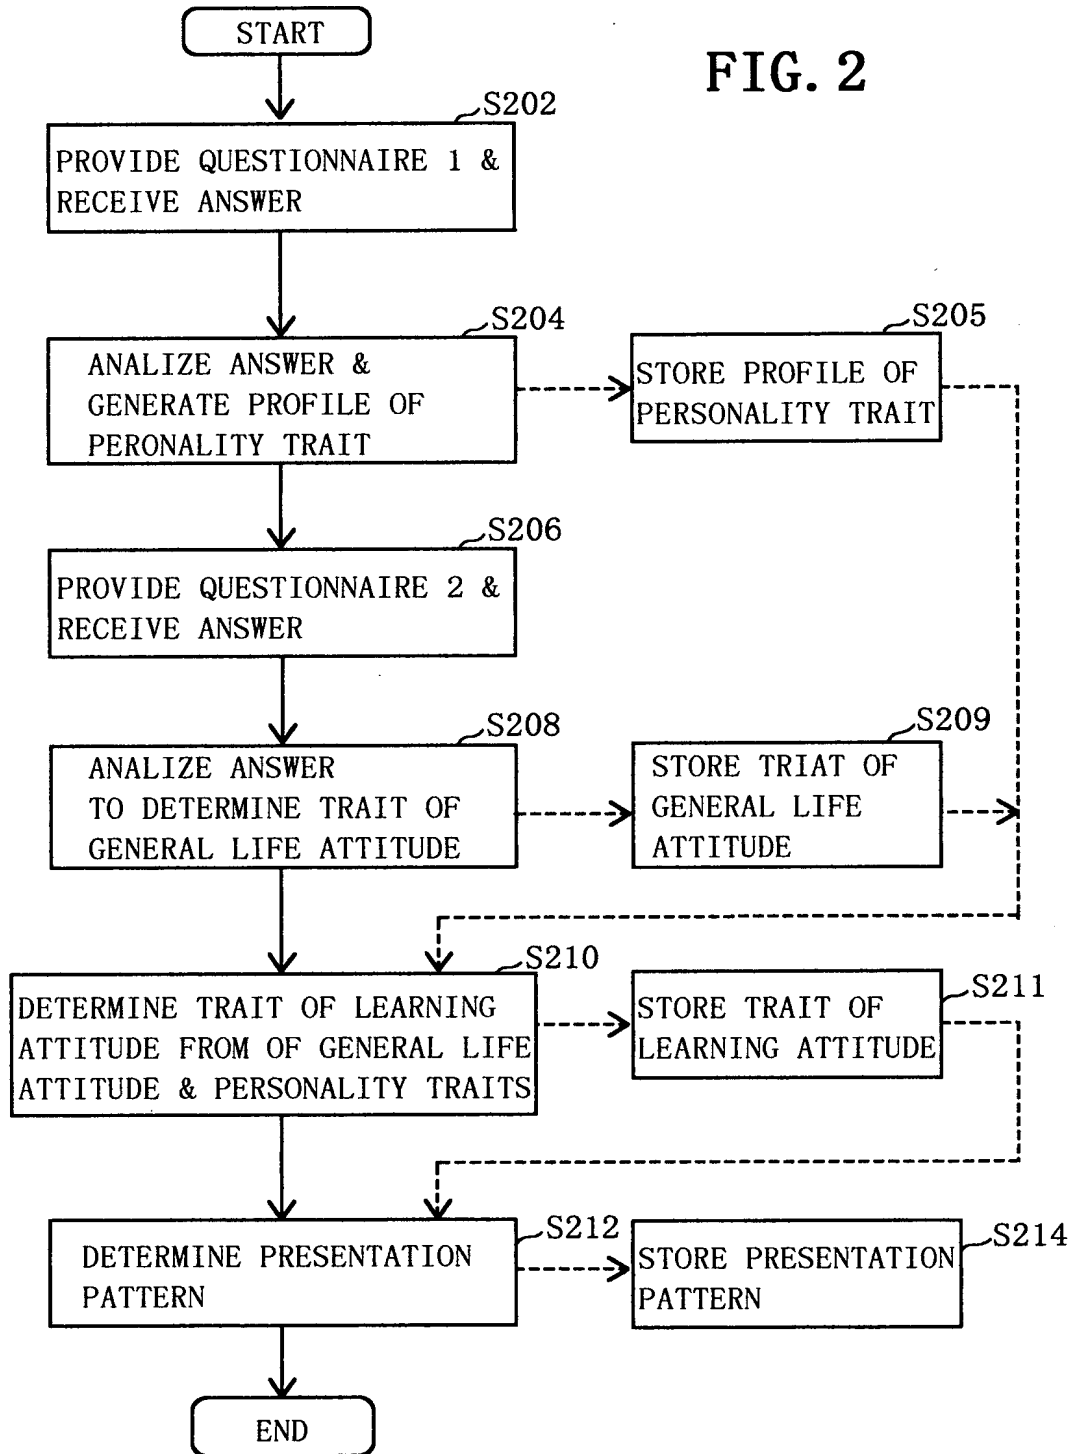 START
FIG. 2
S202
PROVIDE QUESTIONNAIRE 1 &
RECEIVE ANSWER
S204
ANALIZE ANSWER &
GENERATE PROFILE OF
PERONALITY TRAIT
S205
STORE PROFILE OF
PERSONALITY TRAIT
S206
PROVIDE QUESTIONNAIRE 2 &
RECEIVE ANSWER
S208
ANALIZE ANSWER
TO DETERMINE TRAIT OF
GENERAL LIFE ATTITUDE
S209
STORE TRIAT OF
GENERAL LIFE
ATTITUDE
S210
DETERMINE TRAIT OF LEARNING
ATTITUDE FROM OF GENERAL LIFE
ATTITUDE & PERSONALITY TRAITS
S211
STORE TRAIT OF
LEARNING ATTITUDE
S212
DETERMINE PRESENTATION
PATTERN
S214
STORE PRESENTATION
PATTERN
END